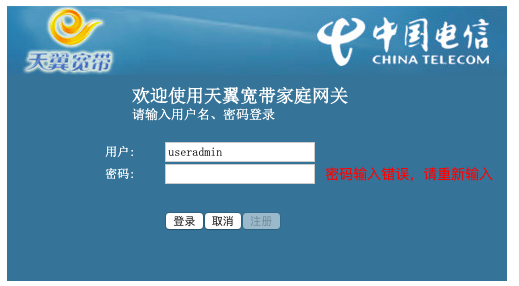 天翼宽带
中国电信
CHINA TELECOM
欢迎使用天翼宽带家庭网关
请输入用户名、密码登录
用户: useradmin
密码: 密码输入错误，请重新输入
登录 取消 注册